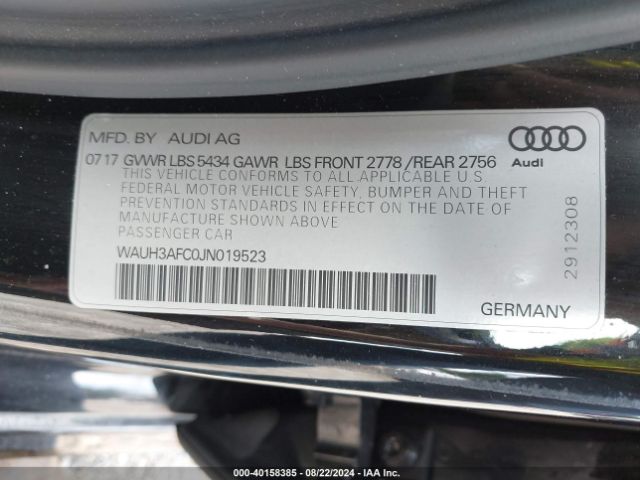 MFD. BY AUDI AG
Audi
07 17 GVWR LBS 5434 GAWR LBS FRONT 2778 /REAR 2756
THIS VEHICLE CONFORMS TO ALL APPLICABLE U.S
FEDERAL MOTOR VEHICLE SAFETY, BUMPER AND THEFT
PREVENTION STANDARDS IN EFFECT ON THE DATE OF
MANUFACTURE SHOWN ABOVE
PASSENGER CAR
WAUH3AFC0JN019523
GERMANY
2912308
000-40158385 - 08/22/2024 - IAA Inc.